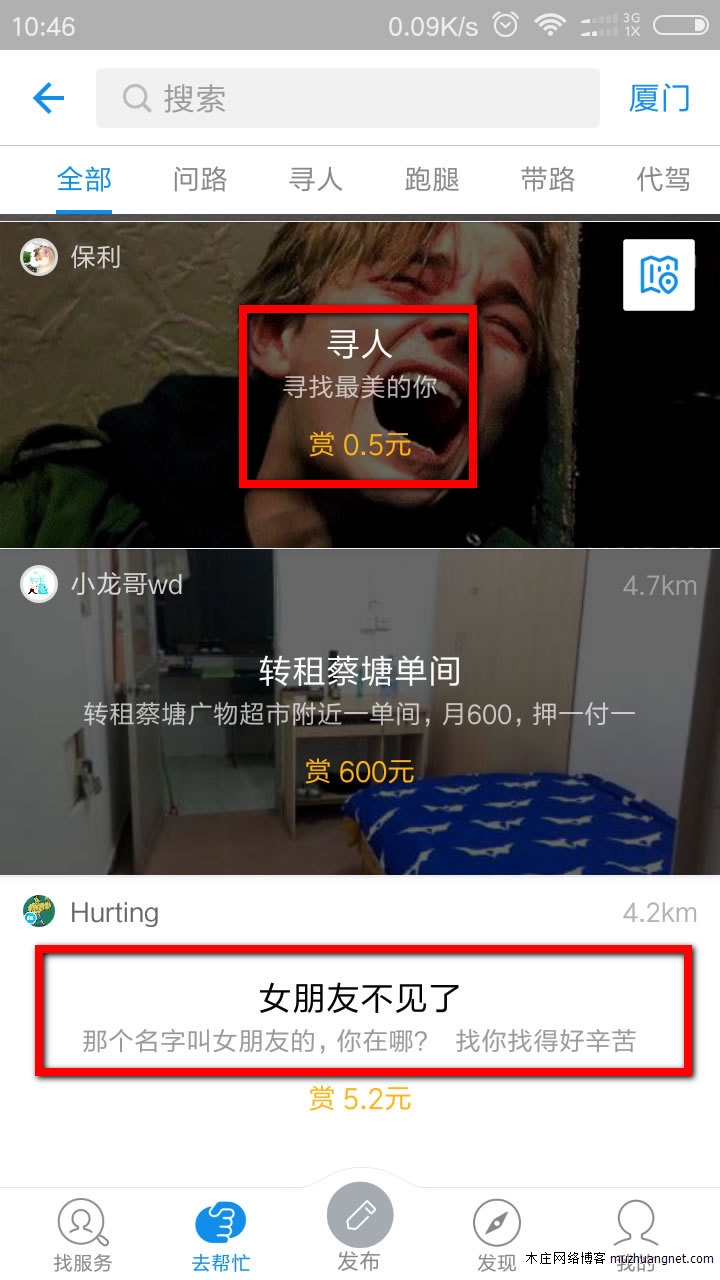 10:46
0.09K/s
3G
1X
搜索
厦门
全部 问路 寻人 跑腿 带路 代驾
保利
寻人
寻找最美的你
赏 0.5元
小龙哥wd
4.7km
转租蔡塘单间
转租蔡塘广物超市附近一单间，月600，押一付一
赏 600元
Hurting
4.2km
女朋友不见了
那个名字叫女朋友的，你在哪？ 找你找得好辛苦
赏 5.2元
找服务 去帮忙 发布 发现 我的
木庄网络博客 muzhuangnet.com